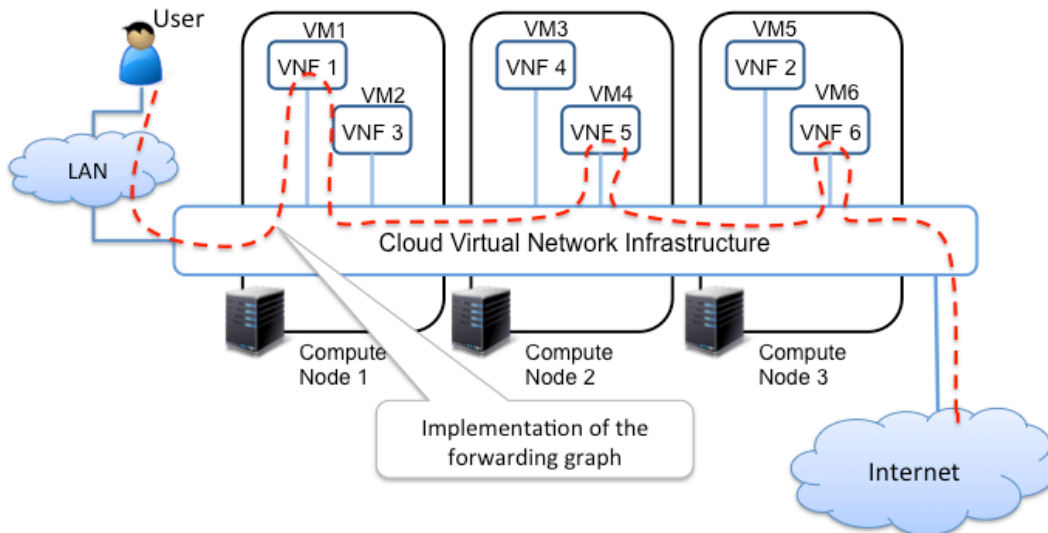 User
VM1
VNF 1
VM2
VNF 3
VM3
VNF 4
VM4
VNF 5
VM5
VNF 2
VM6
VNF 6
LAN
Cloud Virtual Network Infrastructure
Compute
Node 1
Compute
Node 2
Compute
Node 3
Implementation of the
forwarding graph
Internet